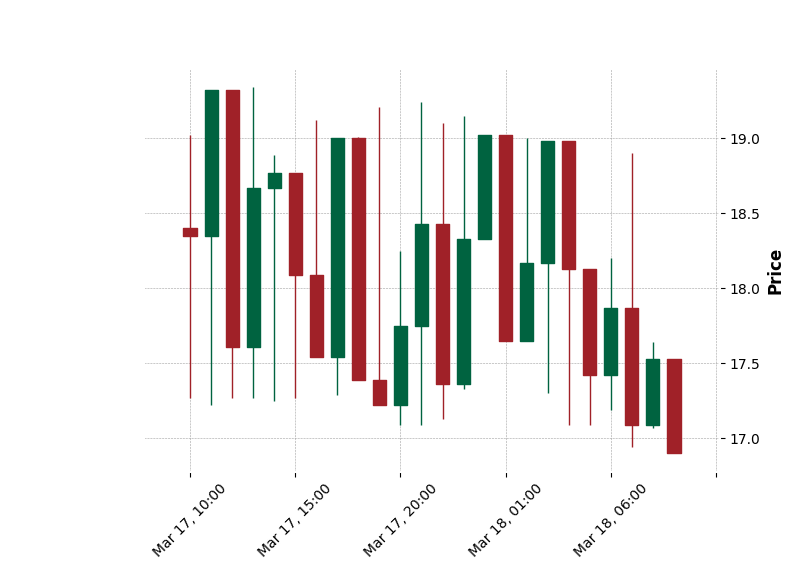 19.0
18.5
18.0
17.5
17.0
Price
Mar 17, 10:00
Mar 17, 15:00
Mar 17, 20:00
Mar 18, 01:00
Mar 18, 06:00